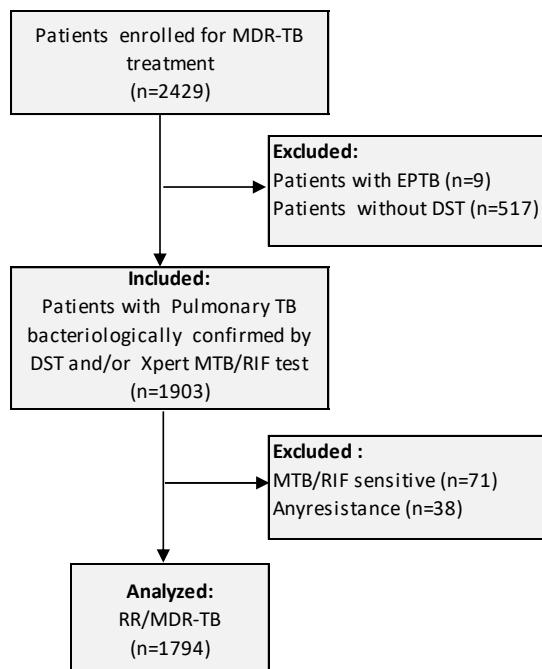 Patients enrolled for MDR-TB
treatment
(n=2429)
Excluded:
Patients with EPTB (n=9)
Patients without DST (n=517)
Included:
Patients with Pulmonary TB
bacteriologically confirmed by
DST and/or Xpert MTB/RIF test
(n=1903)
Excluded :
MTB/RIF sensitive (n=71)
Anyresistance (n=38)
Analyzed:
RR/MDR-TB
(n=1794)